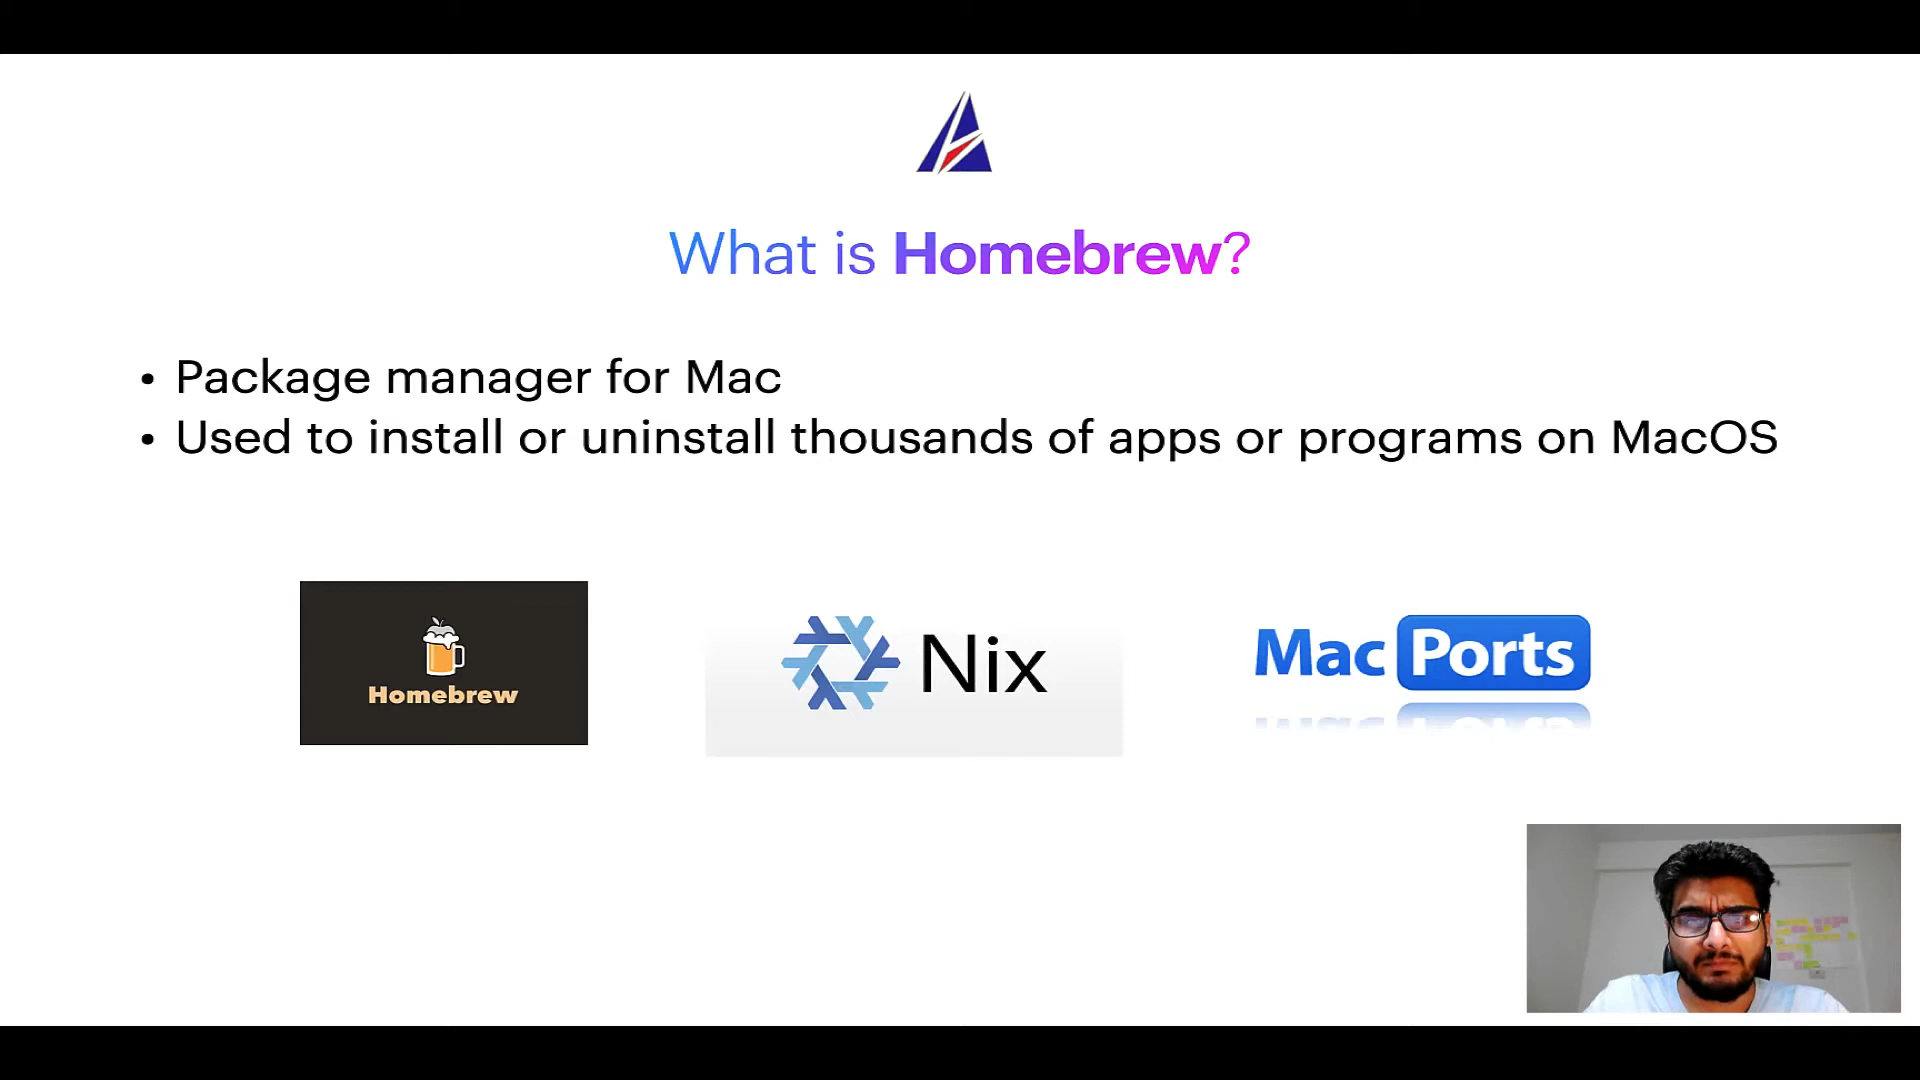 What is Homebrew?
• Package manager for Mac
• Used to install or uninstall thousands of apps or programs on MacOS
Homebrew
Nix
Mac Ports